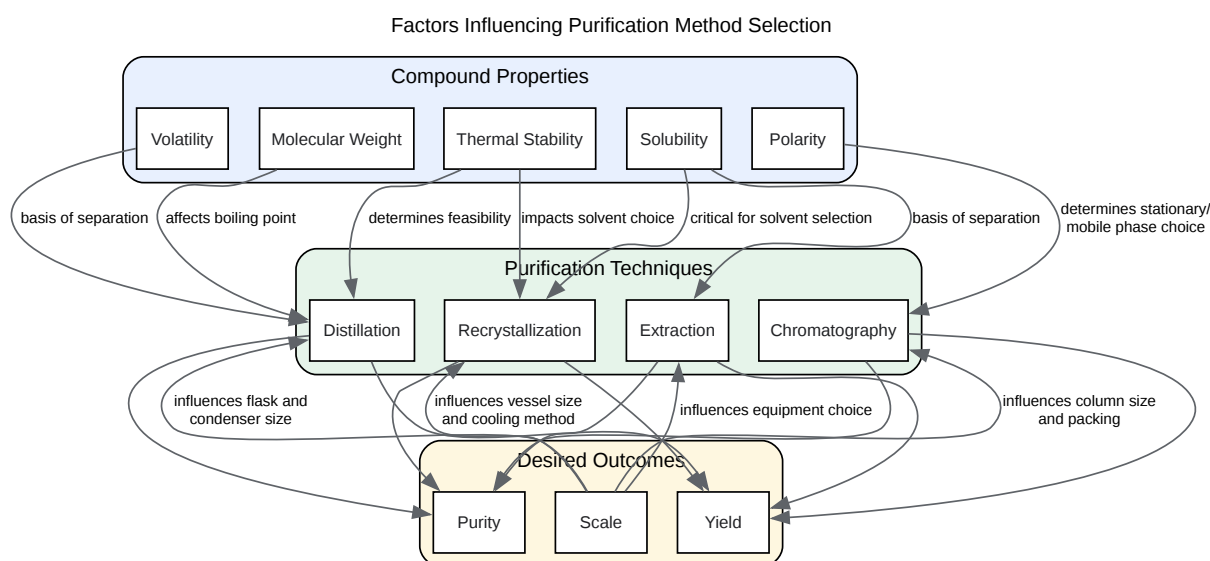 Factors Influencing Purification Method Selection
Compound Properties
Volatility
Molecular Weight
Thermal Stability
Solubility
Polarity
basis of separation
affects boiling point
determines feasibility
impacts solvent choice
critical for solvent selection
basis of separation
determines stationary/
mobile phase choice
Purification Techniques
Distillation
Recrystallization
Extraction
Chromatography
influences flask and
condenser size
influences vessel size
and cooling method
influences equipment choice
influences column size
and packing
Desired Outcomes
Purity
Scale
Yield